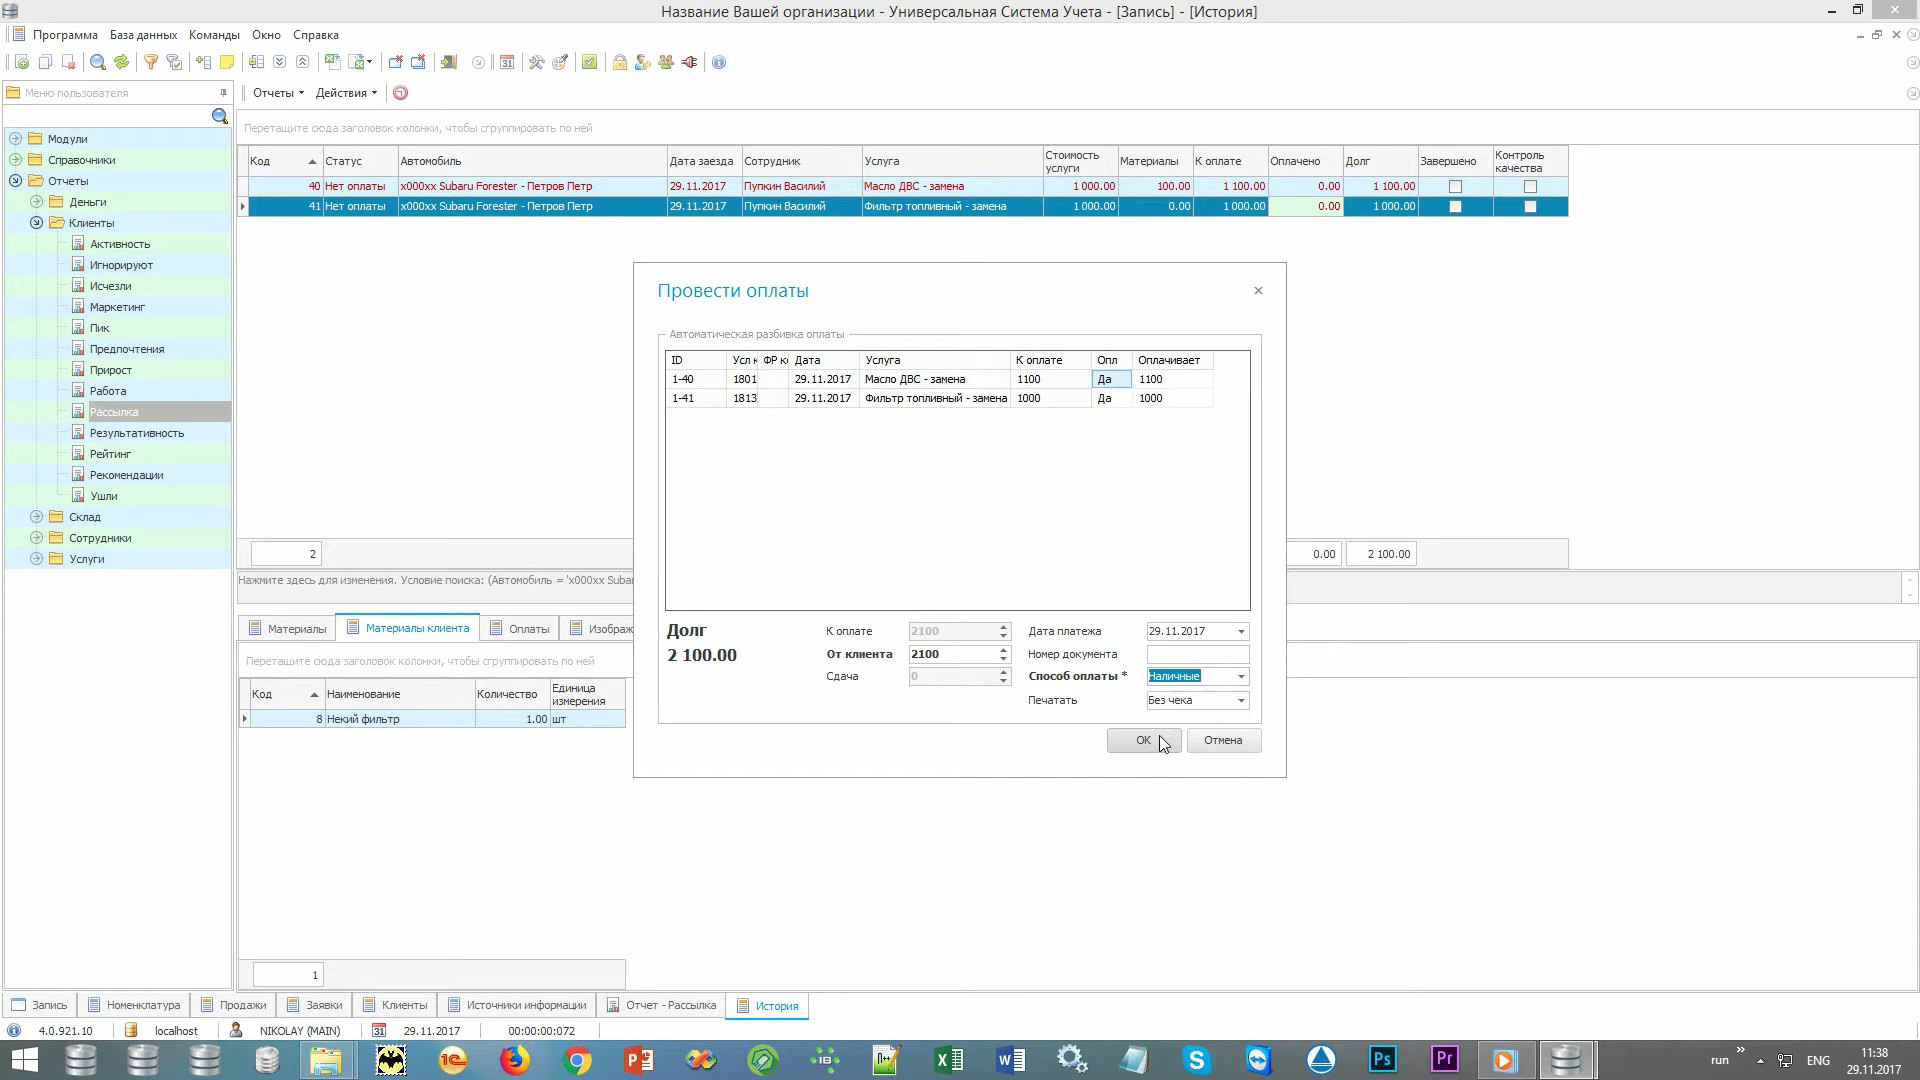 Название Вашей организации - Универсальная Система Учета - [Запись] - [История]
Программа База данных Команды Окно Справка
Меню пользователя
Отчеты Действия
Модули
Справочники
Отчеты
Деньги
Клиенты
Активность
Игнорируют
Исчезли
Маркетинг
Пик
Предпочтения
Прирост
Работа
Рассылка
Результативность
Рейтинг
Рекомендации
Ушли
Склад
Сотрудники
Услуги
Перетащите сюда заголовок колонки, чтобы сгруппировать по ней
Код Статус Автомобиль Дата заезда Сотрудник Услуга Стоимость услуги Материалы К оплате Оплачено Долг Завершено Контроль качества
40 Нет оплаты x000xx Subaru Forester - Петров Петр 29.11.2017 Пупкин Василий Масло ДВС - замена 1 000.00 100.00 1 100.00 0.00 1 100.00
41 Нет оплаты x000xx Subaru Forester - Петров Петр 29.11.2017 Пупкин Василий Фильтр топливный - замена 1 000.00 0.00 1 000.00 0.00 1 000.00
2 0.00 2 100.00
Нажмите здесь для изменения. Условие поиска: (Автомобиль = 'x000xx Suba
Провести оплаты
Автоматическая разбивка оплаты
ID Усл к ФР к Дата Услуга К оплате Опл Оплачивает
1-40 1801 29.11.2017 Масло ДВС - замена 1100 Да 1100
1-41 1813 29.11.2017 Фильтр топливный - замена 1000 Да 1000
Долг
2 100.00
К оплате 2100 Дата платежа 29.11.2017
От клиента 2100 Номер документа
Сдача 0 Способ оплаты * Наличные
Печатать Без чека
ОК Отмена
Материалы Материалы клиента Оплаты Изображ
Перетащите сюда заголовок колонки, чтобы сгруппировать по ней
Код Наименование Количество Единица измерения
8 Некий фильтр 1.00 шт
1
Запись Номенклатура Продажи Заявки Клиенты Источники информации Отчет - Рассылка История
4.0.921.10 localhost NIKOLAY (MAIN) 31 29.11.2017 00:00:00:072
run ENG 11:38
29.11.2017